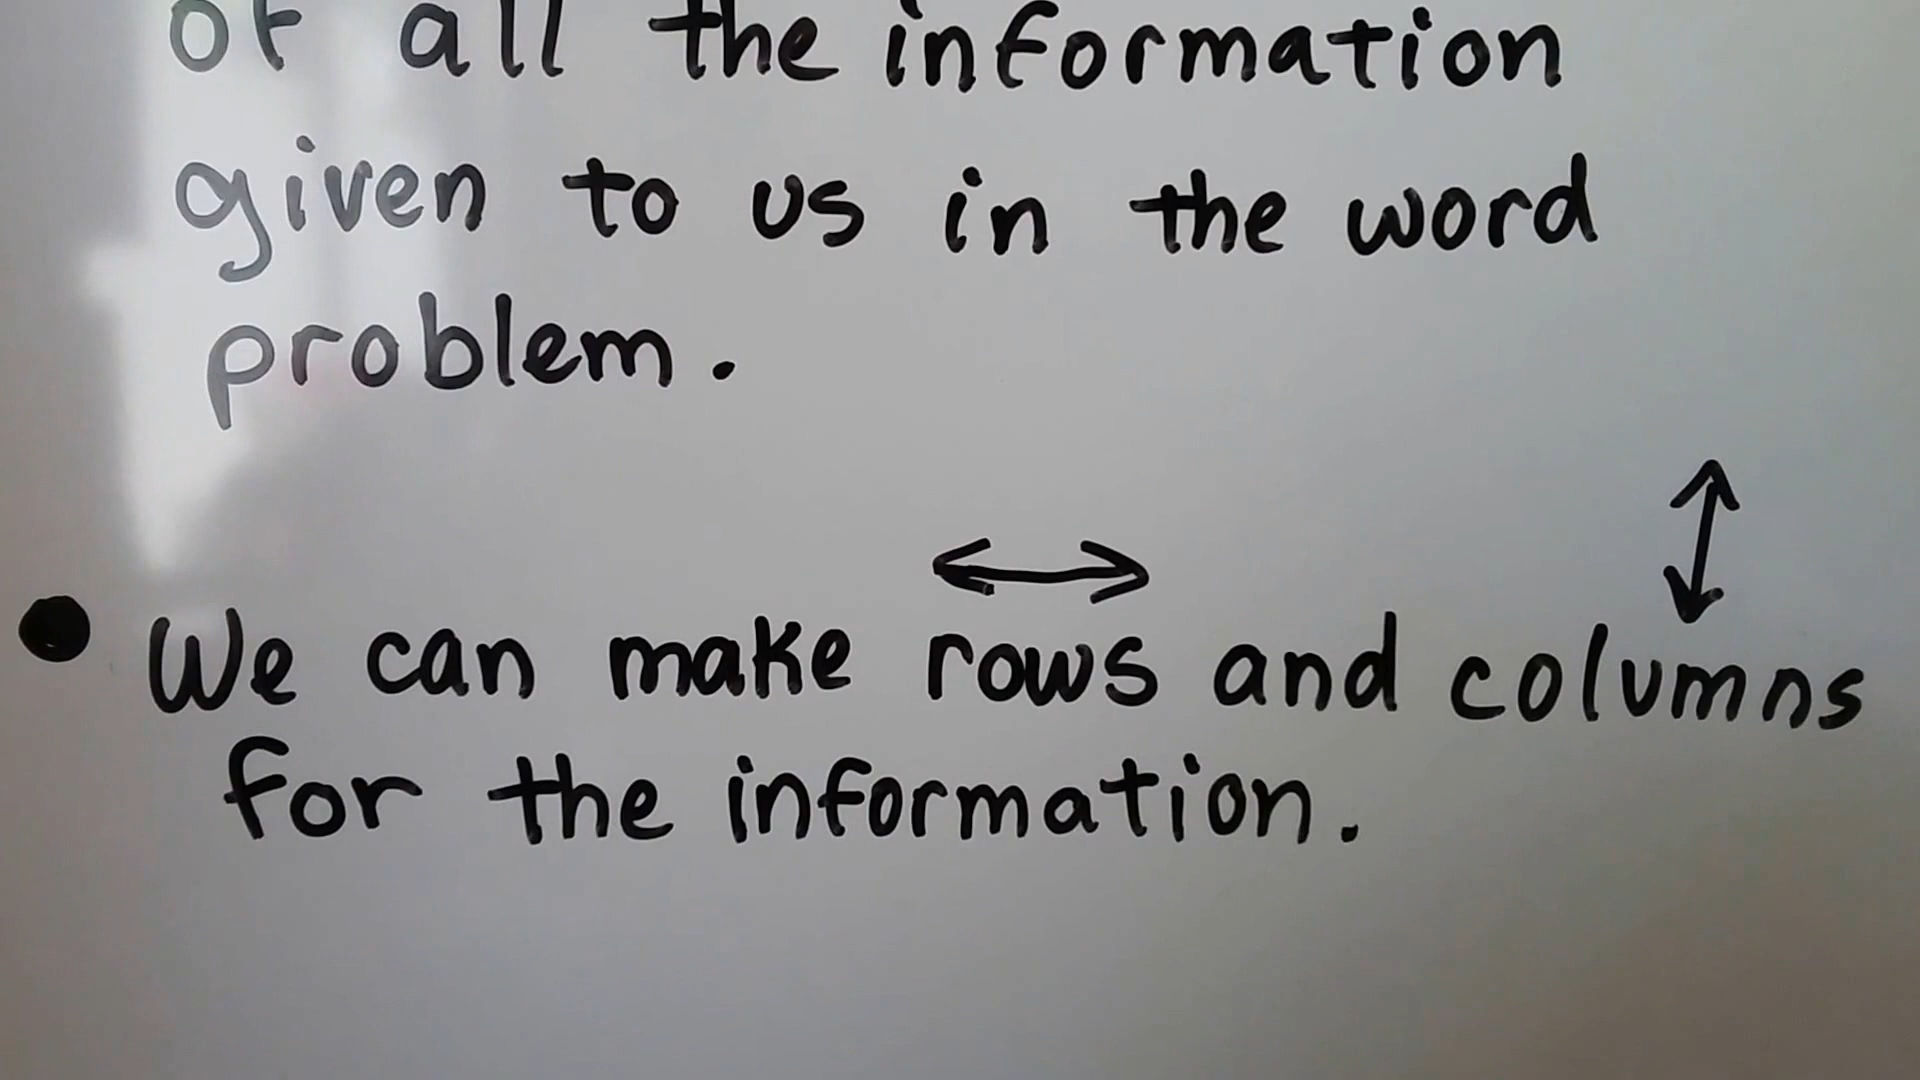 of all the information
given to us in the word
problem.
We can make rows and columns
for the information.